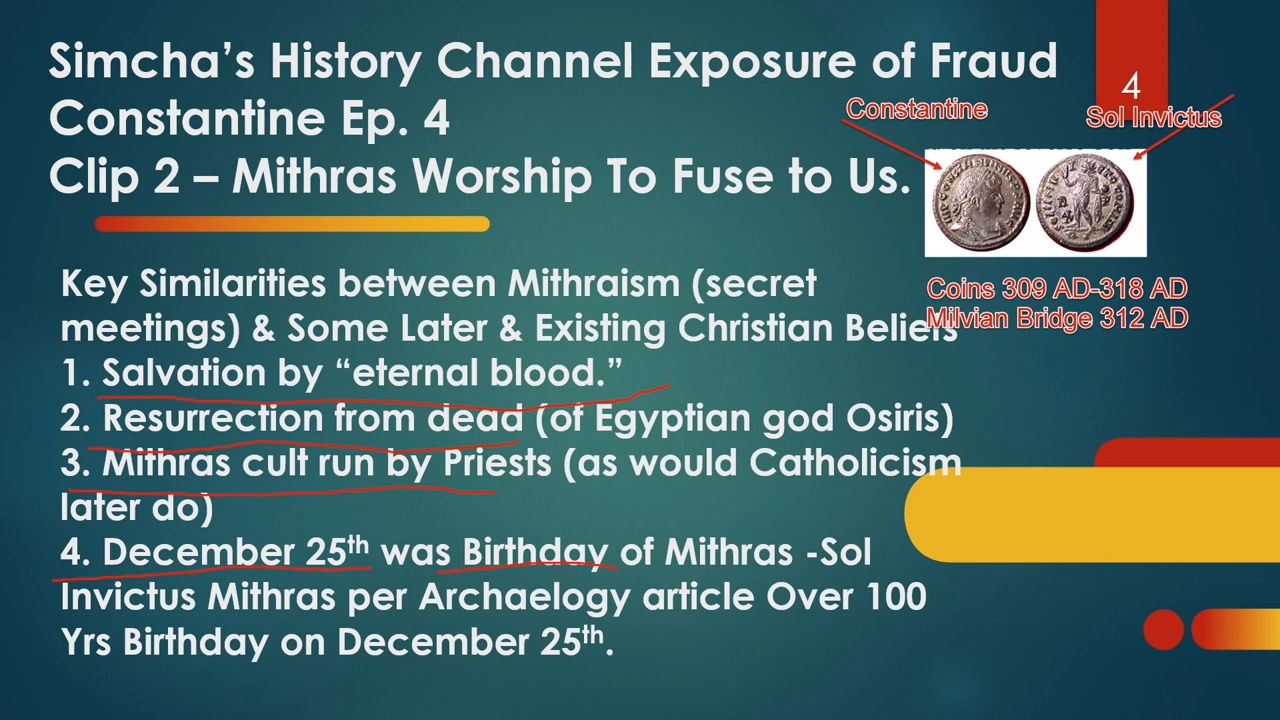 Simcha's History Channel Exposure of Fraud
Constantine Ep. 4
Clip 2 – Mithras Worship To Fuse to Us.
4
Constantine
Sol Invictus
Coins 309 AD-318 AD
Milvian Bridge 312 AD
Key Similarities between Mithraism (secret
meetings) & Some Later & Existing Christian Beliefs
1. Salvation by “eternal blood.”
2. Resurrection from dead (of Egyptian god Osiris)
3. Mithras cult run by Priests (as would Catholicism
later do)
4. December 25th was Birthday of Mithras -Sol
Invictus Mithras per Archaelogy article Over 100
Yrs Birthday on December 25th.